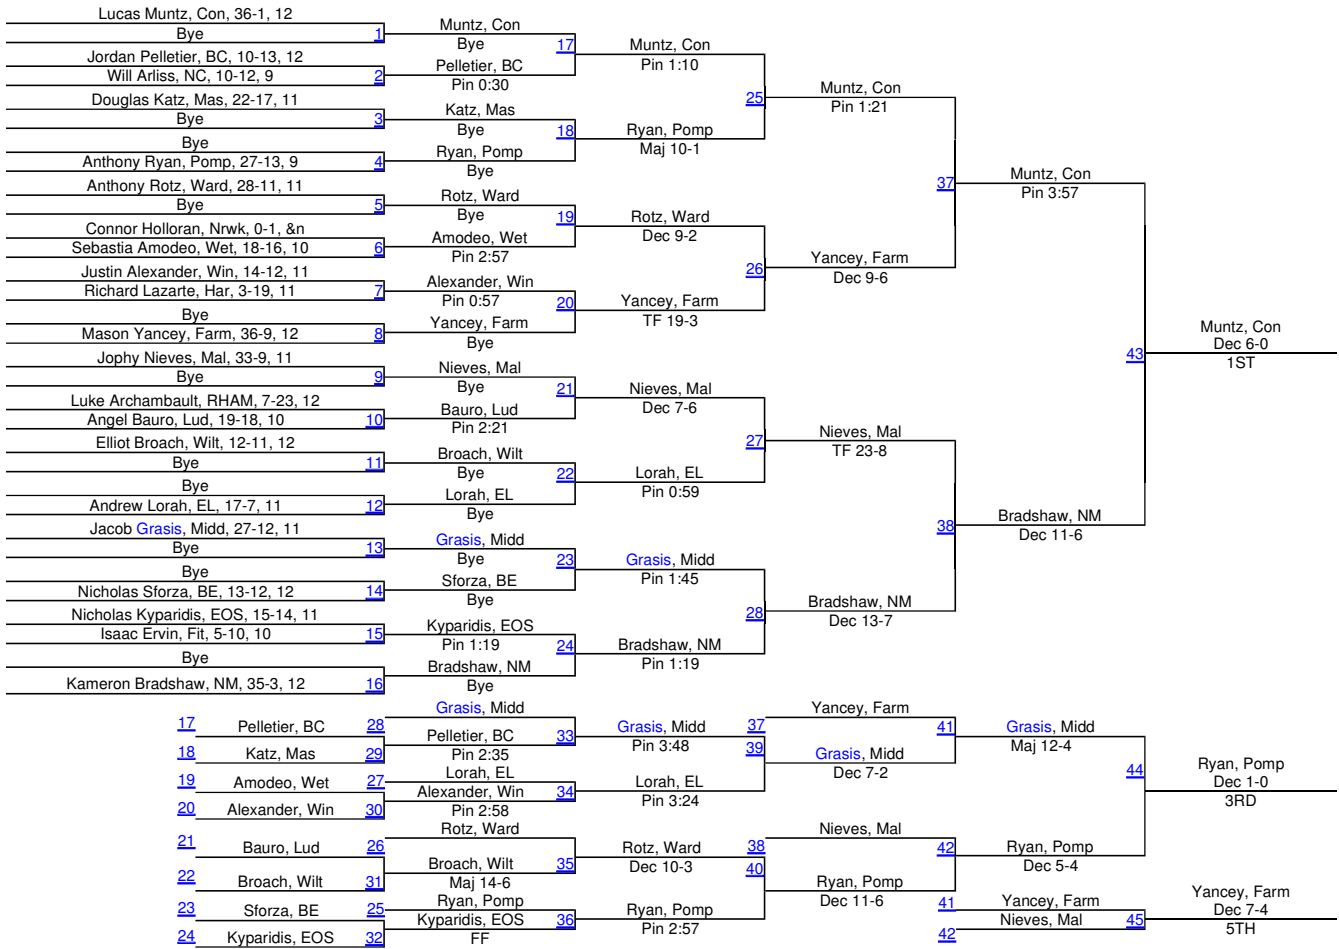 Lucas Muntz, Con, 36-1, 12
Bye
1
Jordan Pelletier, BC, 10-13, 12
Will Arliss, NC, 10-12, 9
2
Douglas Katz, Mas, 22-17, 11
Bye
3
Bye
Anthony Ryan, Pomp, 27-13, 9
4
Anthony Rotz, Ward, 28-11, 11
Bye
5
Connor Holloran, Nrwk, 0-1, &n
Sebastia Amodeo, Wet, 18-16, 10
6
Justin Alexander, Win, 14-12, 11
Richard Lazarte, Har, 3-19, 11
7
Bye
Mason Yancey, Farm, 36-9, 12
8
Jophy Nieves, Mal, 33-9, 11
Bye
9
Luke Archambault, RHAM, 7-23, 12
Angel Bauro, Lud, 19-18, 10
10
Elliot Broach, Wilt, 12-11, 12
Bye
11
Bye
Andrew Lorah, EL, 17-7, 11
12
Jacob Grasis, Midd, 27-12, 11
Bye
13
Bye
Nicholas Sforza, BE, 13-12, 12
14
Nicholas Kyparidis, EOS, 15-14, 11
Isaac Ervin, Fit, 5-10, 10
15
Bye
Kameron Bradshaw, NM, 35-3, 12
16
Muntz, Con
Bye
17
Pelletier, BC
Pin 0:30
Katz, Mas
Bye
18
Ryan, Pomp
Bye
Rotz, Ward
Bye
19
Amodeo, Wet
Pin 2:57
Alexander, Win
Pin 0:57
20
Yancey, Farm
Bye
Nieves, Mal
Bye
21
Bauro, Lud
Pin 2:21
Broach, Wilt
Bye
22
Lorah, EL
Bye
Grasis, Midd
Bye
23
Sforza, BE
Bye
Kyparidis, EOS
Pin 1:19
24
Bradshaw, NM
Bye
Muntz, Con
Pin 1:10
25
Ryan, Pomp
Maj 10-1
Rotz, Ward
Dec 9-2
26
Yancey, Farm
TF 19-3
Nieves, Mal
Dec 7-6
27
Lorah, EL
Pin 0:59
Grasis, Midd
Pin 1:45
28
Bradshaw, NM
Pin 1:19
Muntz, Con
Pin 1:21
37
Yancey, Farm
Dec 9-6
Nieves, Mal
TF 23-8
38
Bradshaw, NM
Dec 13-7
Muntz, Con
Pin 3:57
43
Bradshaw, NM
Dec 11-6
Muntz, Con
Dec 6-0
1ST
17
Pelletier, BC
28
18
Katz, Mas
29
19
Amodeo, Wet
27
20
Alexander, Win
30
21
Bauro, Lud
26
22
Broach, Wilt
31
23
Sforza, BE
25
24
Kyparidis, EOS
32
Grasis, Midd
Pelletier, BC
33
Pin 2:35
Lorah, EL
Alexander, Win
34
Pin 2:58
Rotz, Ward
Broach, Wilt
35
Maj 14-6
Ryan, Pomp
Kyparidis, EOS
36
FF
Grasis, Midd
Pin 3:48
37
39
Lorah, EL
Pin 3:24
Rotz, Ward
Dec 10-3
38
40
Ryan, Pomp
Pin 2:57
Yancey, Farm
41
Grasis, Midd
Dec 7-2
Nieves, Mal
42
Ryan, Pomp
Dec 11-6
Grasis, Midd
Maj 12-4
44
Ryan, Pomp
Dec 5-4
Ryan, Pomp
Dec 1-0
3RD
41
Yancey, Farm
Nieves, Mal
42
45
Yancey, Farm
Dec 7-4
5TH